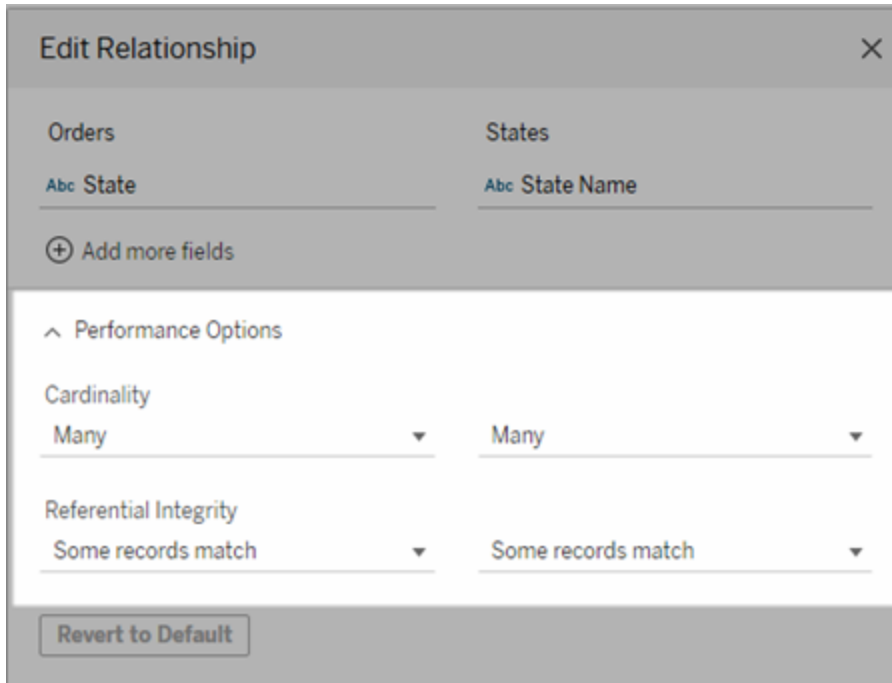 Edit Relationship
Orders States
Abc State Abc State Name
Add more fields
Performance Options
Cardinality
Many Many
Referential Integrity
Some records match Some records match
Revert to Default